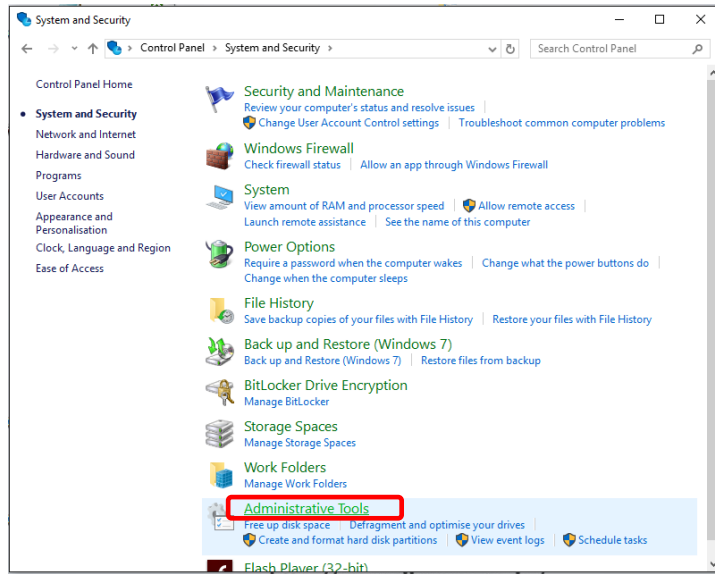 System and Security
Control Panel > System and Security >
Search Control Panel
Control Panel Home
System and Security
Network and Internet
Hardware and Sound
Programs
User Accounts
Appearance and
Personalisation
Clock, Language and Region
Ease of Access
Security and Maintenance
Review your computer's status and resolve issues
Change User Account Control settings
Troubleshoot common computer problems
Windows Firewall
Check firewall status
Allow an app through Windows Firewall
System
View amount of RAM and processor speed
Allow remote access
Launch remote assistance
See the name of this computer
Power Options
Require a password when the computer wakes
Change what the power buttons do
Change when the computer sleeps
File History
Save backup copies of your files with File History
Restore your files with File History
Back up and Restore (Windows 7)
Back up and Restore (Windows 7)
Restore files from backup
BitLocker Drive Encryption
Manage BitLocker
Storage Spaces
Manage Storage Spaces
Work Folders
Manage Work Folders
Administrative Tools
Free up disk space
Defragment and optimise your drives
Create and format hard disk partitions
View event logs
Schedule tasks
Flash Player (32-bit)